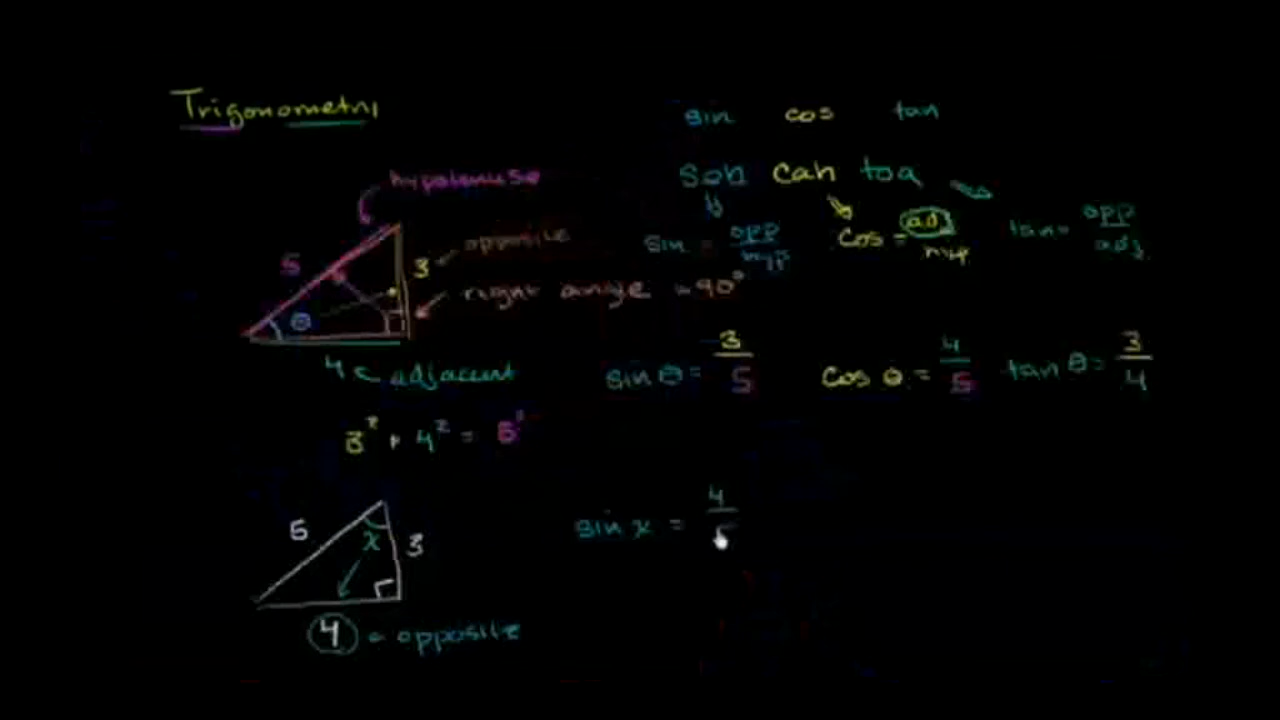 Trigonometry
sin cos tan
hypotenuse
soh cah toa
5
3
opposite
sin = opp/hyp
cos = adj/hyp
tan = opp/adj
θ
right angle = 90°
4 < adjacent
sin θ = 3/5
cos θ = 4/5
tan θ = 3/4
3² + 4² = 5²
5
x
3
sin x = 4/5
4 = opposite